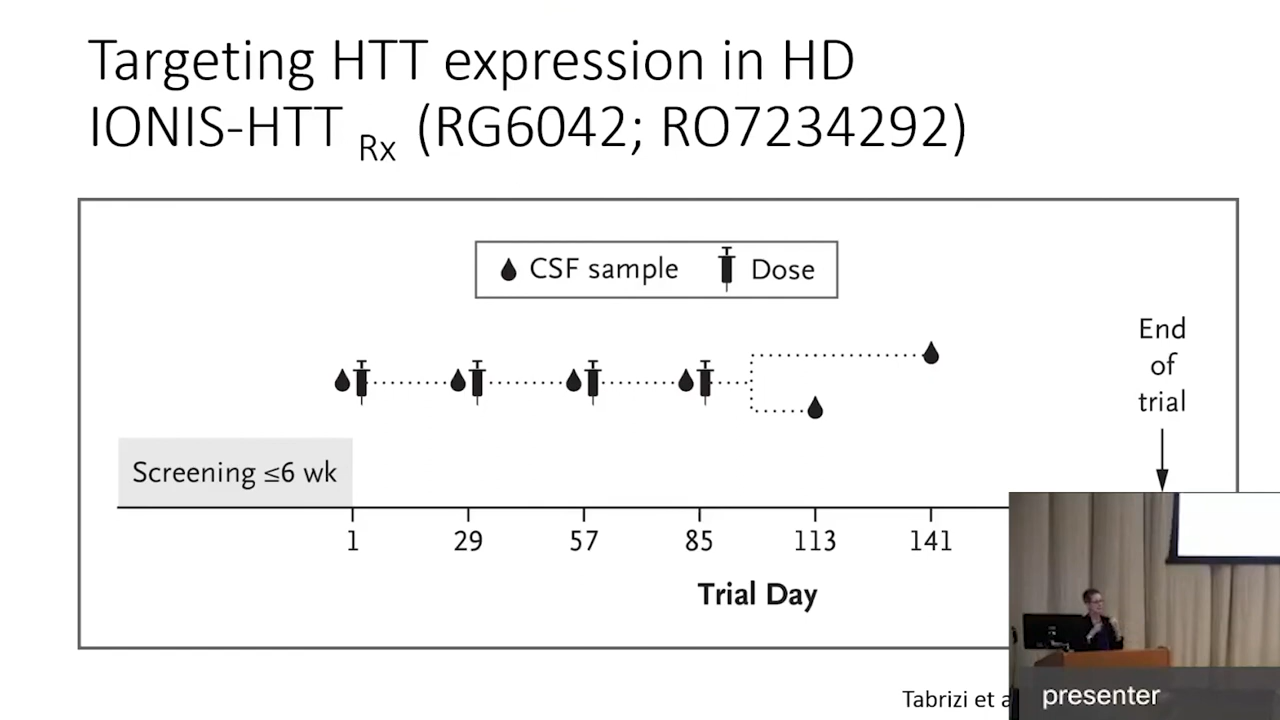 Targeting HTT expression in HD
IONIS-HTT Rx (RG6042; RO7234292)
CSF sample Dose
End
of
trial
Screening ≤6 wk
1 29 57 85 113 141
Trial Day
Tabrizi et a
presenter